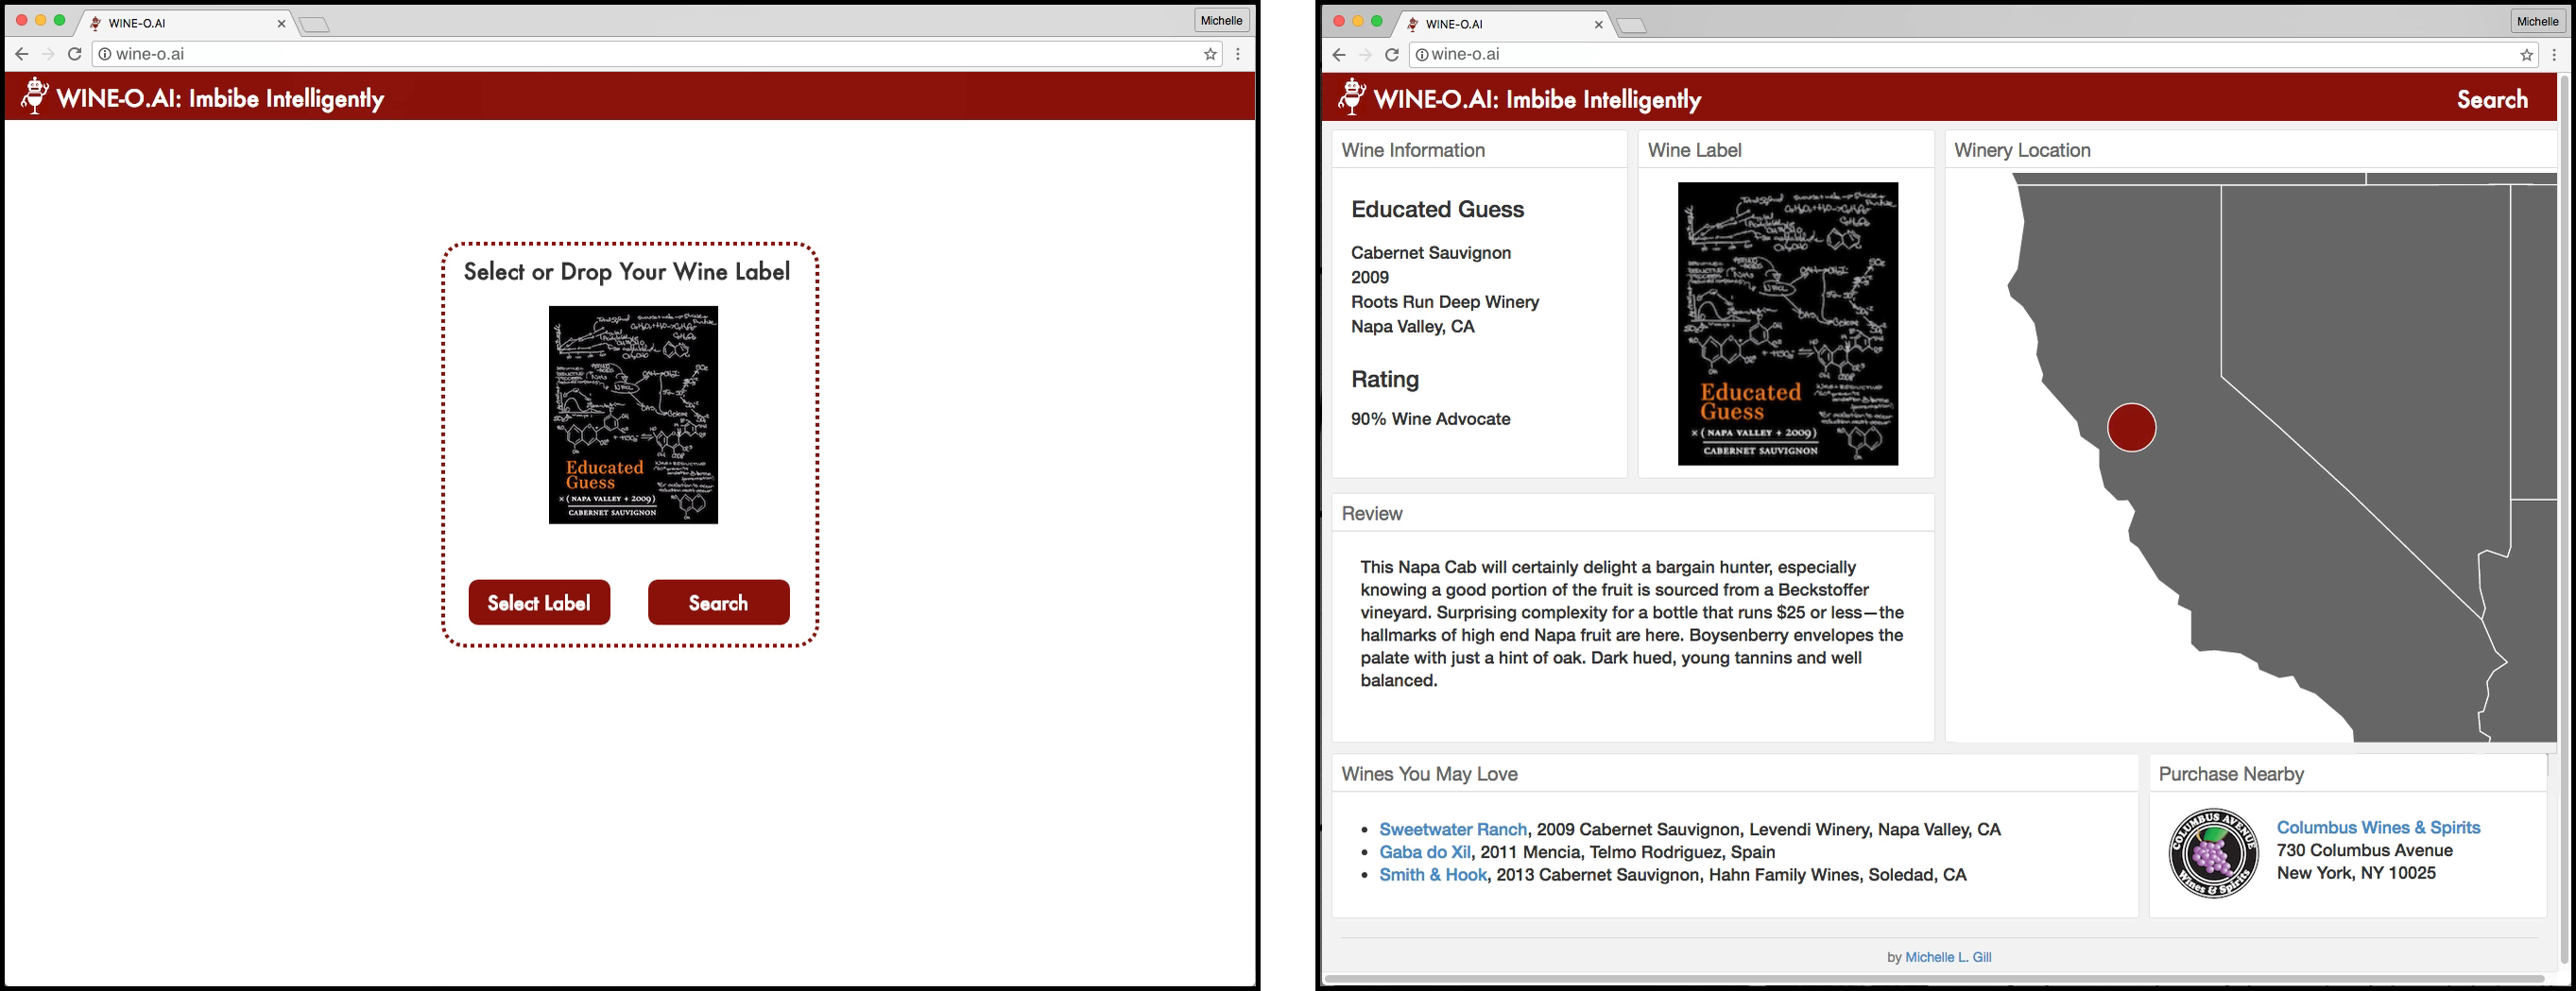 WINE-O.AI
Michelle
wine-o.ai
WINE-O.AI: Imbibe Intelligently
Select or Drop Your Wine Label
Educated
Guess
× ( NAPA VALLEY + 2009 )
CABERNET SAUVIGNON
Select Label
Search
WINE-O.AI
Michelle
wine-o.ai
WINE-O.AI: Imbibe Intelligently
Search
Wine Information
Educated Guess
Cabernet Sauvignon
2009
Roots Run Deep Winery
Napa Valley, CA
Rating
90% Wine Advocate
Wine Label
Educated
Guess
× ( NAPA VALLEY + 2009 )
CABERNET SAUVIGNON
Winery Location
Review
This Napa Cab will certainly delight a bargain hunter, especially
knowing a good portion of the fruit is sourced from a Beckstoffer
vineyard. Surprising complexity for a bottle that runs $25 or less—the
hallmarks of high end Napa fruit are here. Boysenberry envelopes the
palate with just a hint of oak. Dark hued, young tannins and well
balanced.
Wines You May Love
• Sweetwater Ranch, 2009 Cabernet Sauvignon, Levendi Winery, Napa Valley, CA
• Gaba do Xil, 2011 Mencia, Telmo Rodriguez, Spain
• Smith & Hook, 2013 Cabernet Sauvignon, Hahn Family Wines, Soledad, CA
Purchase Nearby
COLUMBUS AVENUE
Wines & Spirits
Columbus Wines & Spirits
730 Columbus Avenue
New York, NY 10025
by Michelle L. Gill